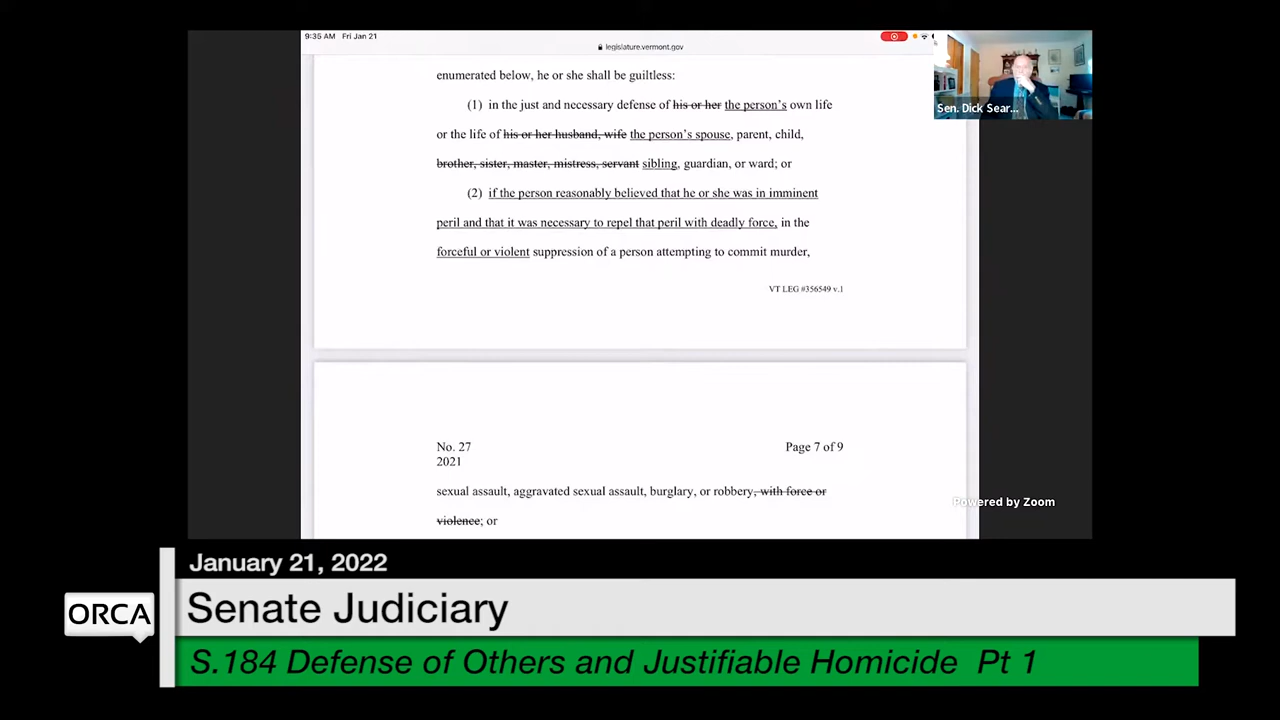 9:35 AM Fri Jan 21
legislature.vermont.gov
enumerated below, he or she shall be guiltless:
(1) in the just and necessary defense of his or her the person's own life
or the life of his or her husband, wife the person's spouse, parent, child,
brother, sister, master, mistress, servant sibling, guardian, or ward; or
(2) if the person reasonably believed that he or she was in imminent
peril and that it was necessary to repel that peril with deadly force, in the
forceful or violent suppression of a person attempting to commit murder,
VT LEG #356549 v.1
No. 27
Page 7 of 9
2021
sexual assault, aggravated sexual assault, burglary, or robbery, with force or
violence; or
Sen. Dick Sear...
Powered by Zoom
January 21, 2022
ORCA
Senate Judiciary
S.184 Defense of Others and Justifiable Homicide Pt 1